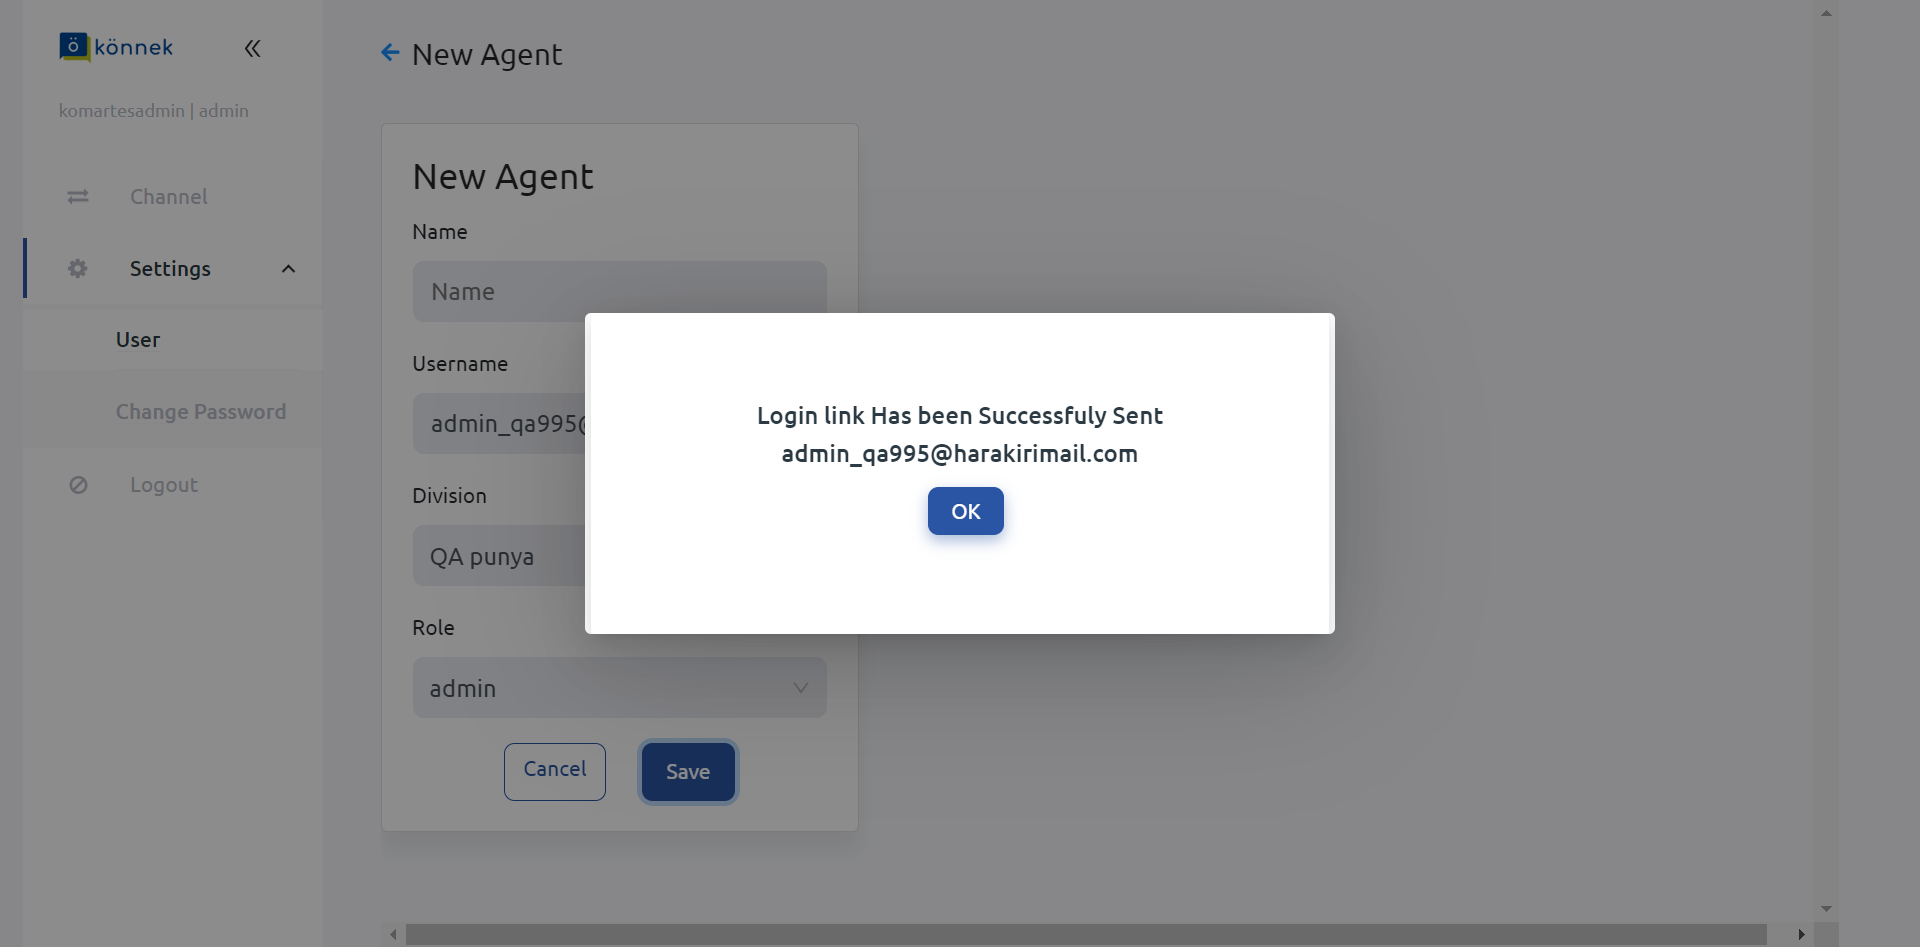 könnek
komartesadmin | admin
Channel
Settings
User
Change Password
Logout
New Agent
New Agent
Name
Name
Username
admin_qa995@
Division
QA punya
Role
admin
Cancel
Save
Login link Has been Successfuly Sent
admin_qa995@harakirimail.com
OK